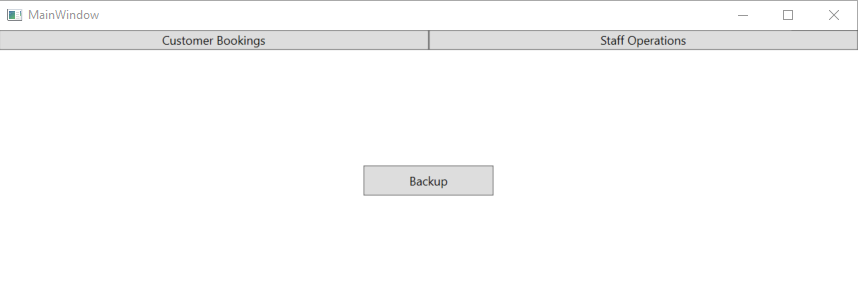 MainWindow
Customer Bookings
Staff Operations
Backup